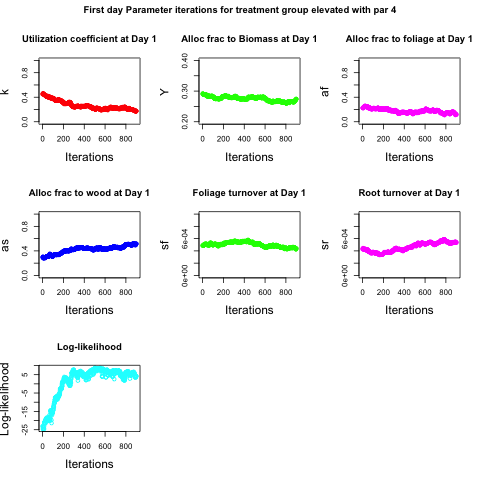 First day Parameter iterations for treatment group elevated with par 4
Utilization coefficient at Day 1
k
0.0 0.4 0.8
0 200 400 600 800
Iterations
Alloc frac to Biomass at Day 1
Y
0.20 0.30 0.40
0 200 400 600 800
Iterations
Alloc frac to foliage at Day 1
af
0.0 0.4 0.8
0 200 400 600 800
Iterations
Alloc frac to wood at Day 1
as
0.0 0.4 0.8
0 200 400 600 800
Iterations
Foliage turnover at Day 1
sf
0e+00 6e-04
0 200 400 600 800
Iterations
Root turnover at Day 1
sr
0e+00 6e-04
0 200 400 600 800
Iterations
Log-likelihood
Log-likelihood
-25 -15 -5 5
0 200 400 600 800
Iterations